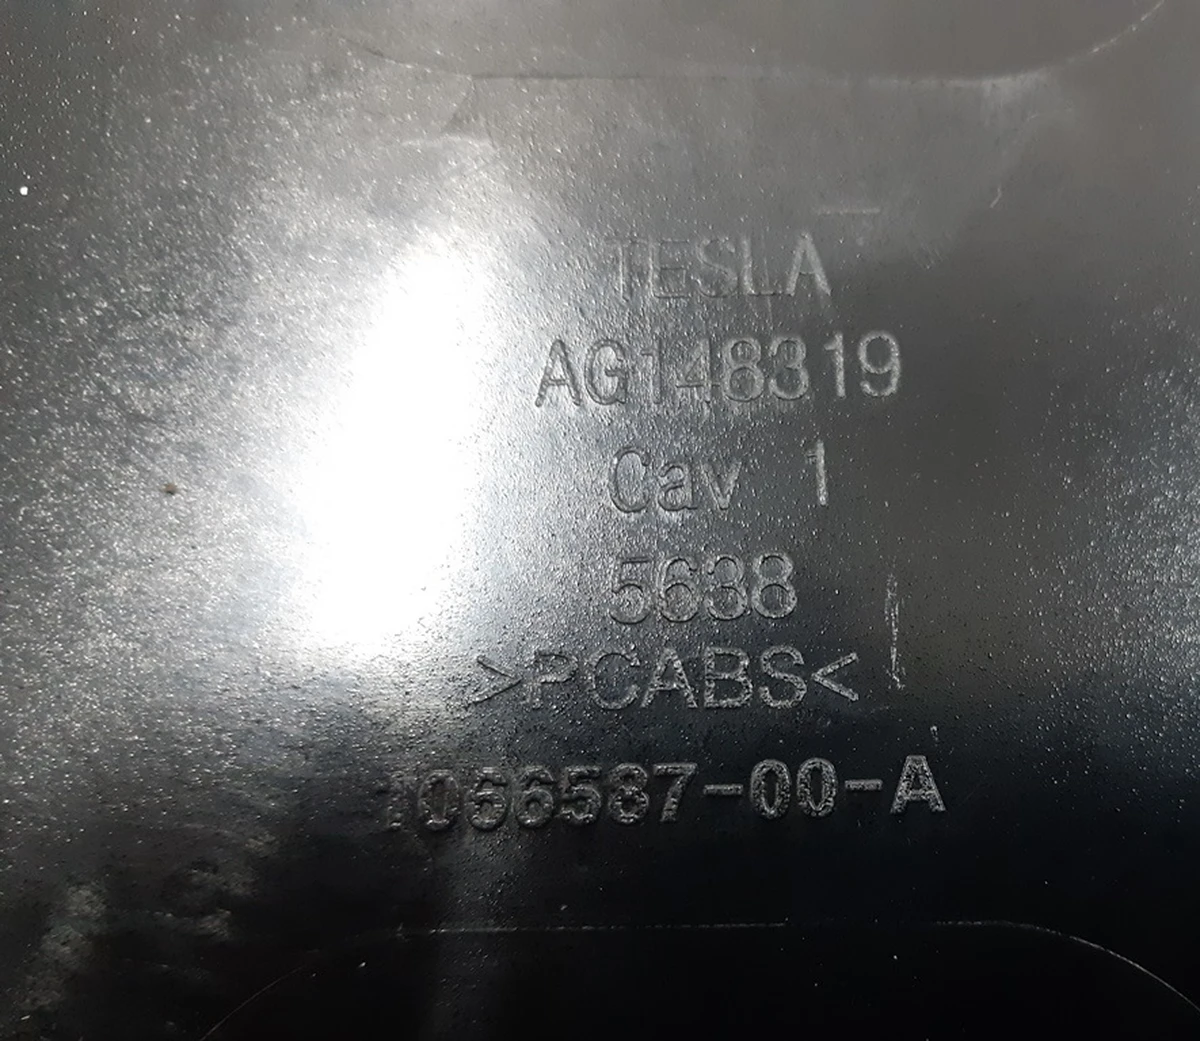 TESLA
AG148319
Cav 1
5638
>PCABS<
1066587-00-A